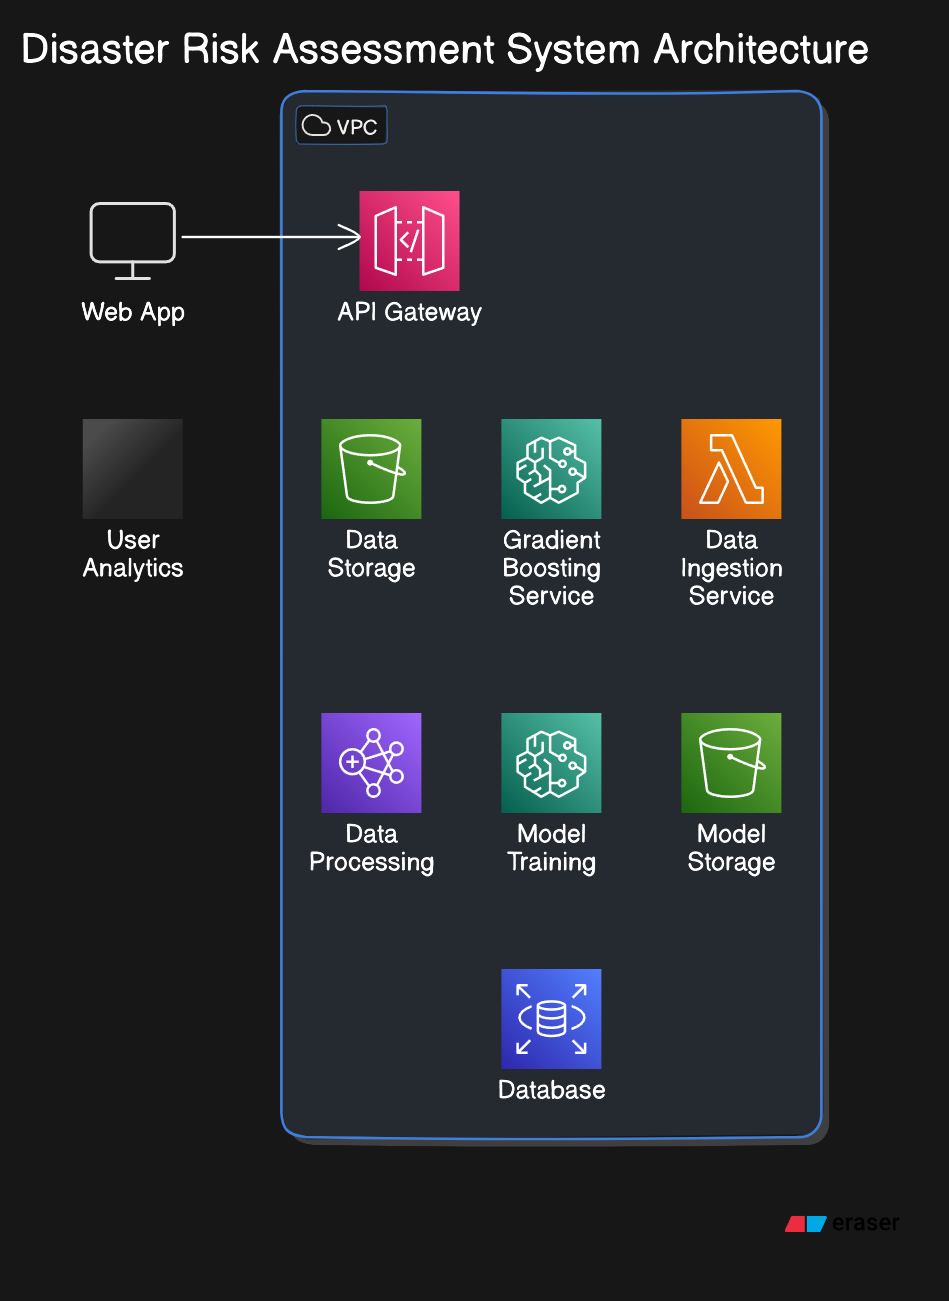 Disaster Risk Assessment System Architecture
VPC
</>
Web App
API Gateway
User
Analytics
Data
Storage
Gradient
Boosting
Service
Data
Ingestion
Service
Data
Processing
Model
Training
Model
Storage
Database
eraser